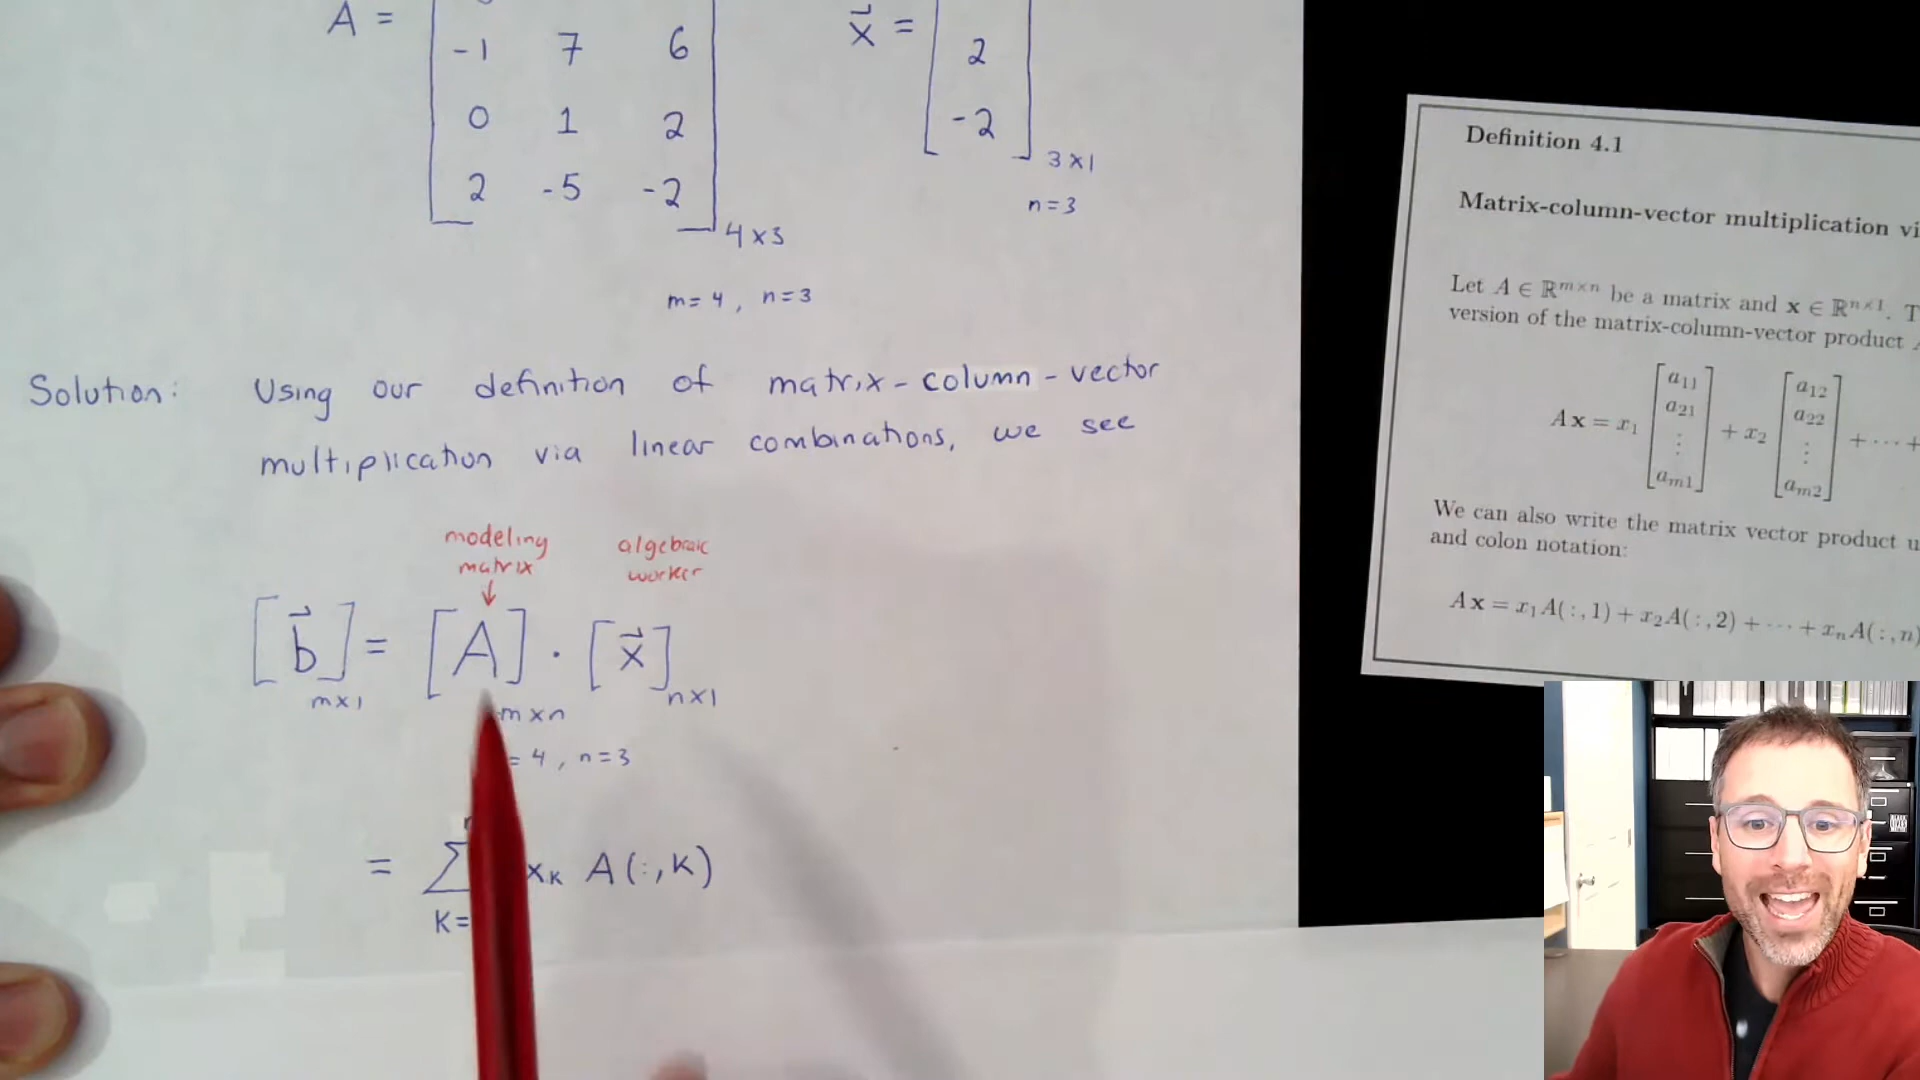 A =
-1 7 6
0 1 2
2 -5 -2
4x3
m=4, n=3
x =
2
-2
3x1
n=3
Solution: Using our definition of matrix-column-vector
multiplication via linear combinations, we see
modeling
matrix
algebraic
worker
[b]m×1 = [A]m×n · [x]n×1
= 4, n=3
= Σ xK A(:,K)
K=
Definition 4.1
Matrix-column-vector multiplication vi
Let A ∈ ℝm×n be a matrix and x ∈ ℝn×1. T
version of the matrix-column-vector product
Ax = x1 [a11 a21 ⋮ am1] + x2 [a12 a22 ⋮ am2] + ··· +
We can also write the matrix vector product u
and colon notation:
Ax = x1A(:,1) + x2A(:,2) + ··· + xnA(:,n)